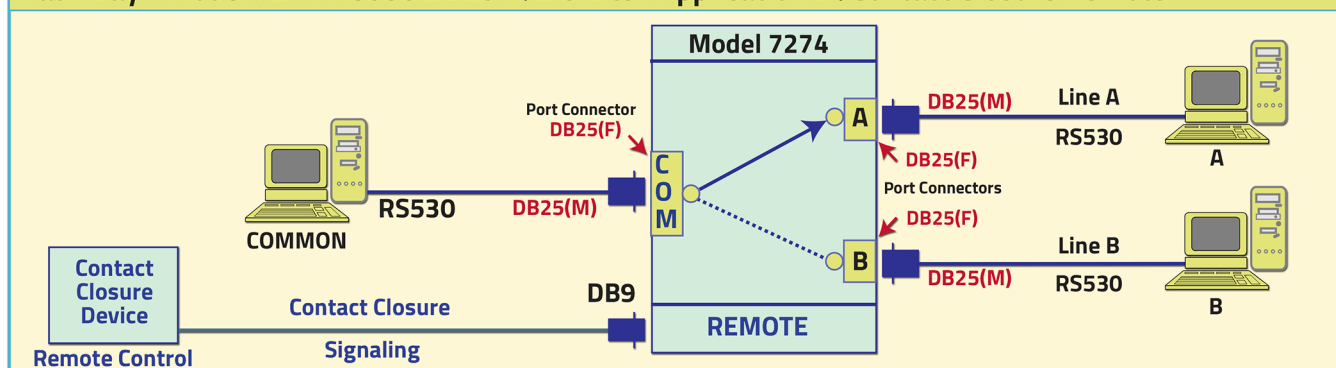 Model 7274
Port Connector
DB25(F)
COM
A
B
DB25(M)
Line A
RS530
A
DB25(F)
Port Connectors
DB25(F)
DB25(M)
Line B
RS530
B
RS530
DB25(M)
COMMON
Contact
Closure
Device
Remote Control
Contact Closure
Signaling
DB9
REMOTE